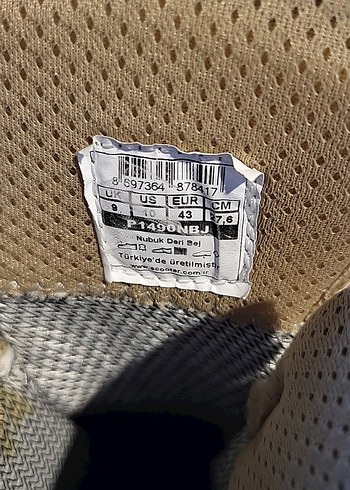 8 697364 878417
UK US EUR CM
9 10 43 27,6
P1490NBJ
Nubuk Deri Bej
Türkiye'de üretilmiştir
www.scooter.com.tr